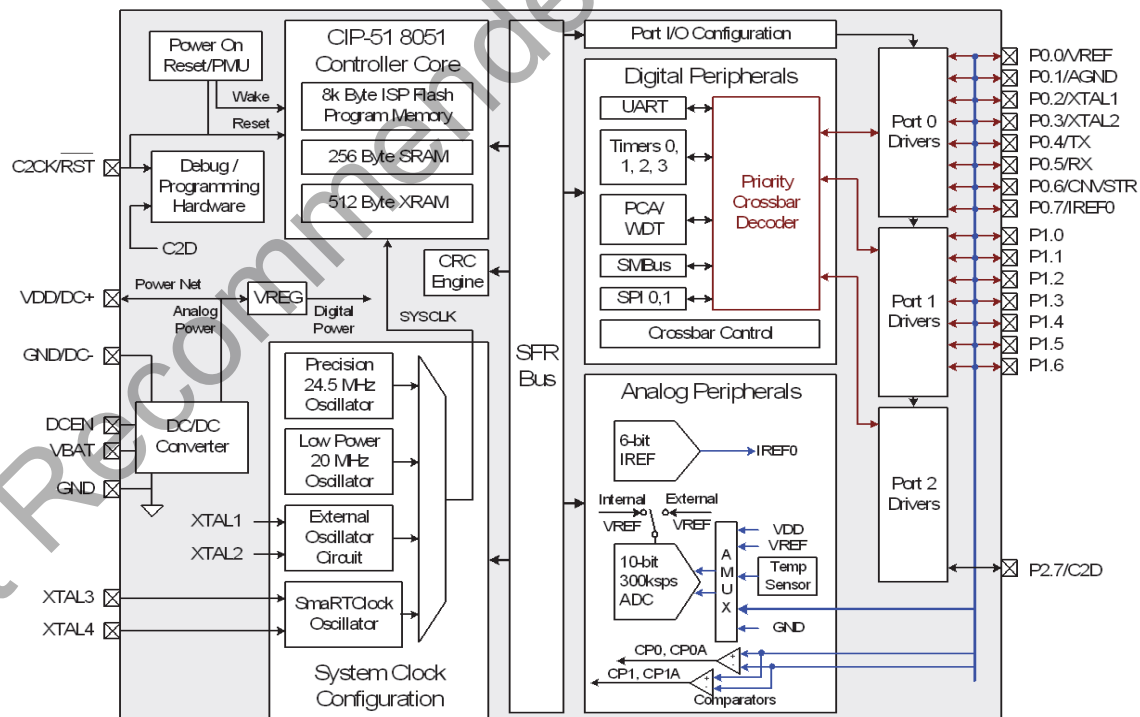 Power On
Reset/PMU
Wake
Reset
C2CK/RST
Debug /
Programming
Hardware
C2D
CIP-51 8051
Controller Core
8k Byte ISP Flash
Program Memory
256 Byte SRAM
512 Byte XRAM
CRC
Engine
VDD/DC+
Power Net
Analog
Power
VREG
Digital
Power
SYSCLK
GND/DC-
DCEN
VBAT
GND
DC/DC
Converter
Precision
24.5 MHz
Oscillator
Low Power
20 MHz
Oscillator
XTAL1
XTAL2
External
Oscillator
Circuit
XTAL3
XTAL4
SmaRTClock
Oscillator
System Clock
Configuration
SFR
Bus
Port I/O Configuration
Digital Peripherals
UART
Timers 0,
1, 2, 3
PCA/
WDT
SMBus
SPI 0,1
Priority
Crossbar
Decoder
Crossbar Control
Analog Peripherals
6-bit
IREF
IREF0
Internal
VREF
External
VREF
10-bit
300ksps
ADC
A
M
U
X
VDD
VREF
Temp
Sensor
GND
CP0, CP0A
+
-
CP1, CP1A
+
-
Comparators
Port 0
Drivers
Port 1
Drivers
Port 2
Drivers
P0.0/VREF
P0.1/AGND
P0.2/XTAL1
P0.3/XTAL2
P0.4/TX
P0.5/RX
P0.6/CNVSTR
P0.7/IREF0
P1.0
P1.1
P1.2
P1.3
P1.4
P1.5
P1.6
P2.7/C2D
Recommende